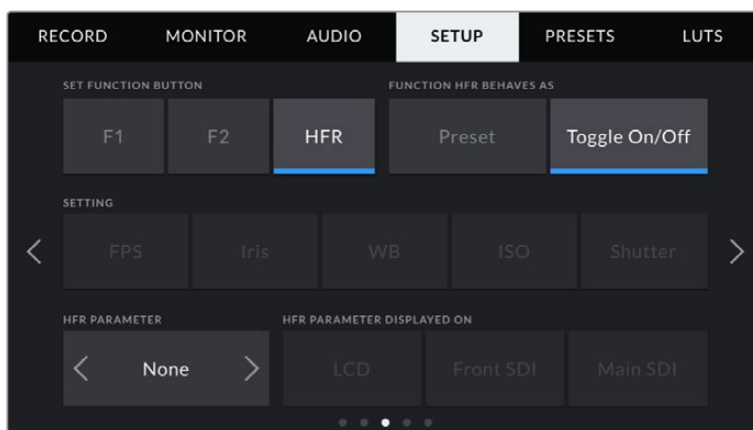 RECORD MONITOR AUDIO SETUP PRESETS LUTS
SET FUNCTION BUTTON FUNCTION HFR BEHAVES AS
F1 F2 HFR Preset Toggle On/Off
SETTING
FPS Iris WB ISO Shutter
HFR PARAMETER HFR PARAMETER DISPLAYED ON
None LCD Front SDI Main SDI